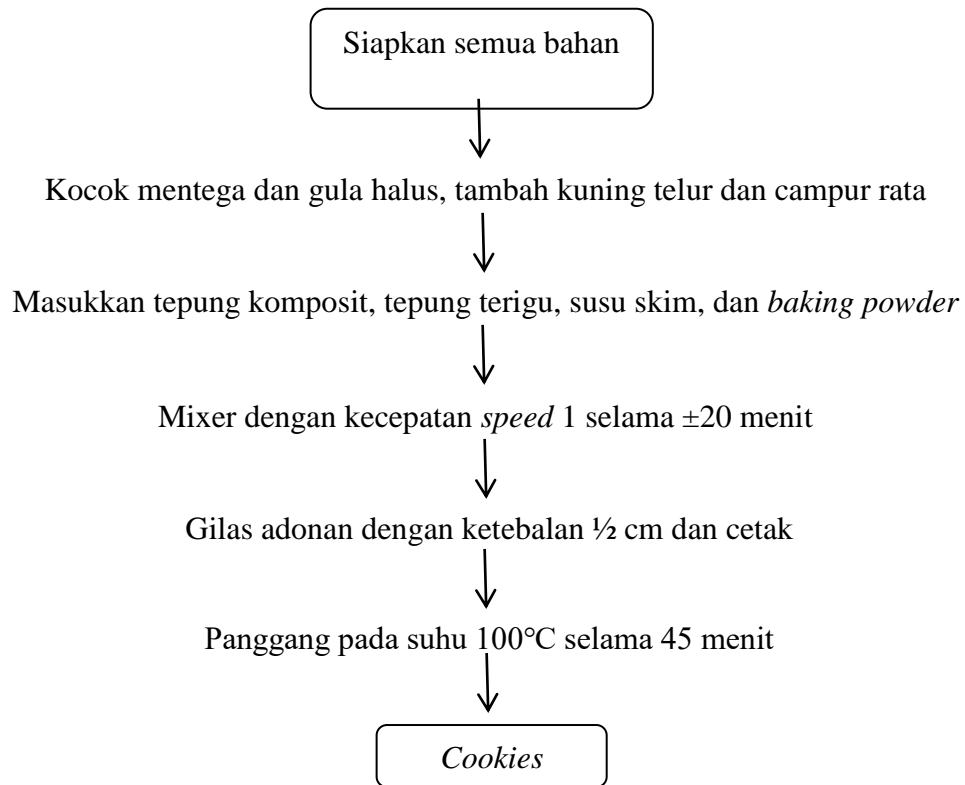 Siapkan semua bahan
Kocok mentega dan gula halus, tambah kuning telur dan campur rata
Masukkan tepung komposit, tepung terigu, susu skim, dan baking powder
Mixer dengan kecepatan speed 1 selama ±20 menit
Gilas adonan dengan ketebalan ½ cm dan cetak
Panggang pada suhu 100°C selama 45 menit
Cookies